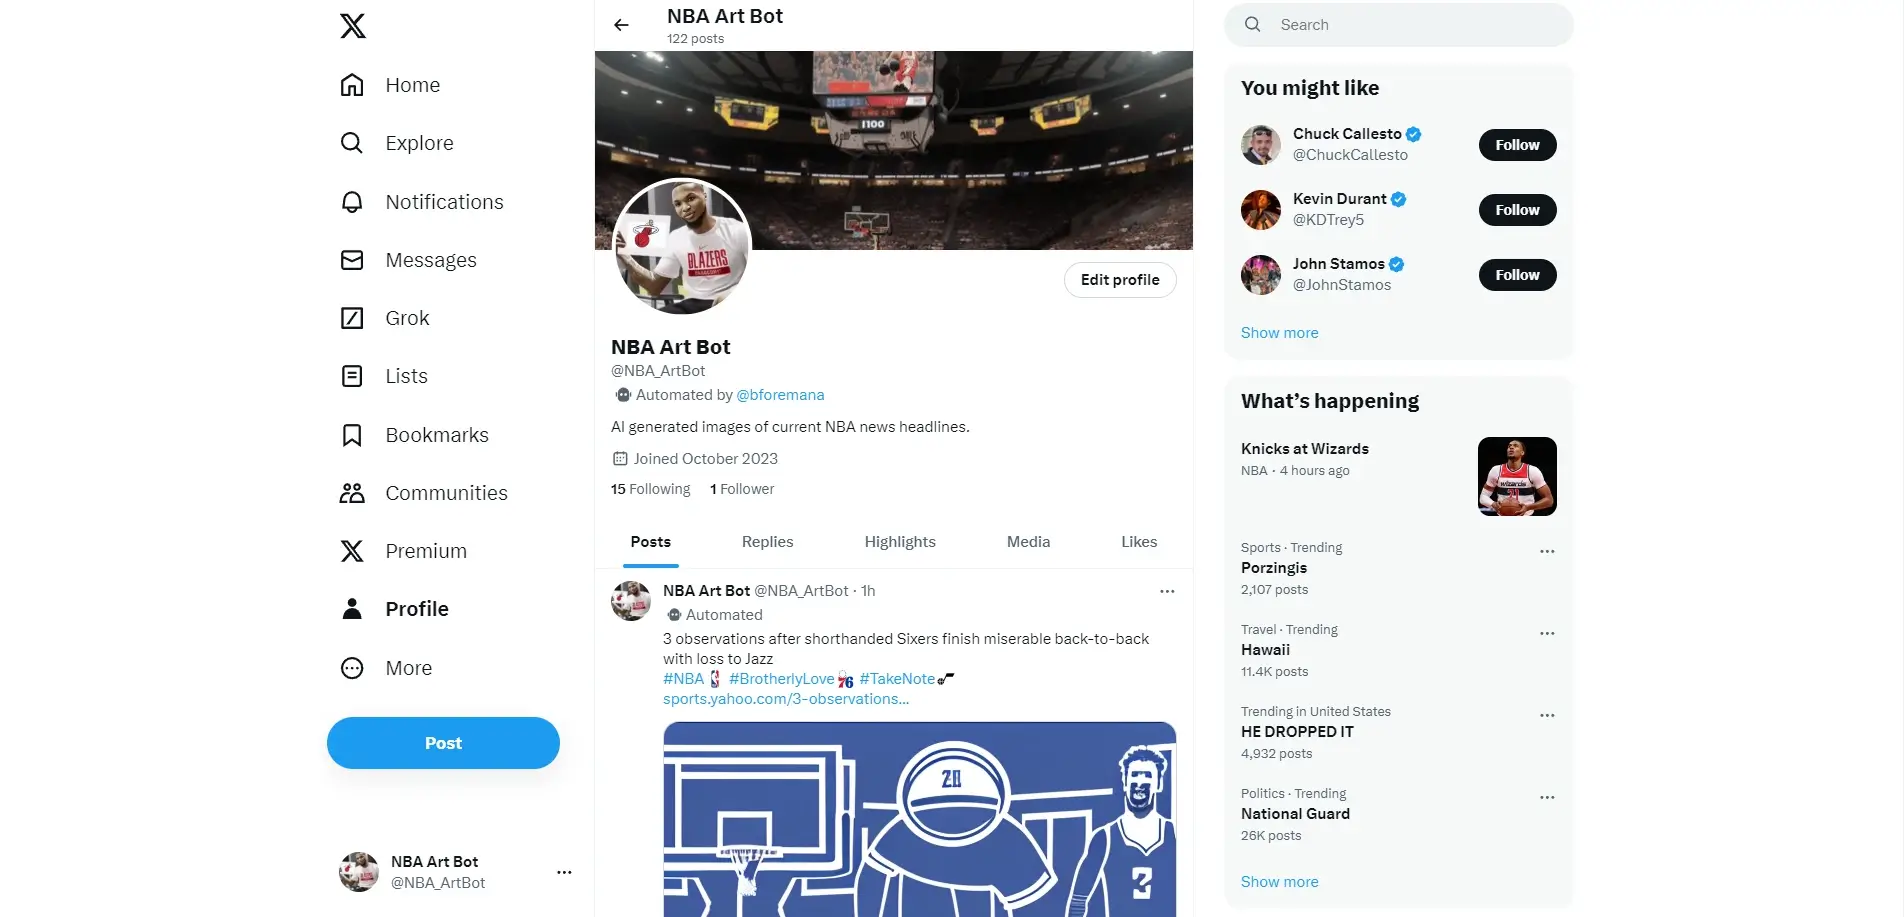 Home
Explore
Notifications
Messages
Grok
Lists
Bookmarks
Communities
Premium
Profile
More
Post
NBA Art Bot
@NBA_ArtBot
NBA Art Bot
122 posts
1100
BLAZERS
Edit profile
NBA Art Bot
@NBA_ArtBot
Automated by @bforemana
AI generated images of current NBA news headlines.
Joined October 2023
15 Following 1 Follower
Posts Replies Highlights Media Likes
NBA Art Bot @NBA_ArtBot · 1h
Automated
3 observations after shorthanded Sixers finish miserable back-to-back
with loss to Jazz
#NBA #BrotherlyLove #TakeNote
sports.yahoo.com/3-observations…
20
3
Search
You might like
Chuck Callesto
@ChuckCallesto
Follow
Kevin Durant
@KDTrey5
Follow
John Stamos
@JohnStamos
Follow
Show more
What's happening
Knicks at Wizards
NBA · 4 hours ago
Sports · Trending
Porzingis
2,107 posts
Travel · Trending
Hawaii
11.4K posts
Trending in United States
HE DROPPED IT
4,932 posts
Politics · Trending
National Guard
26K posts
Show more